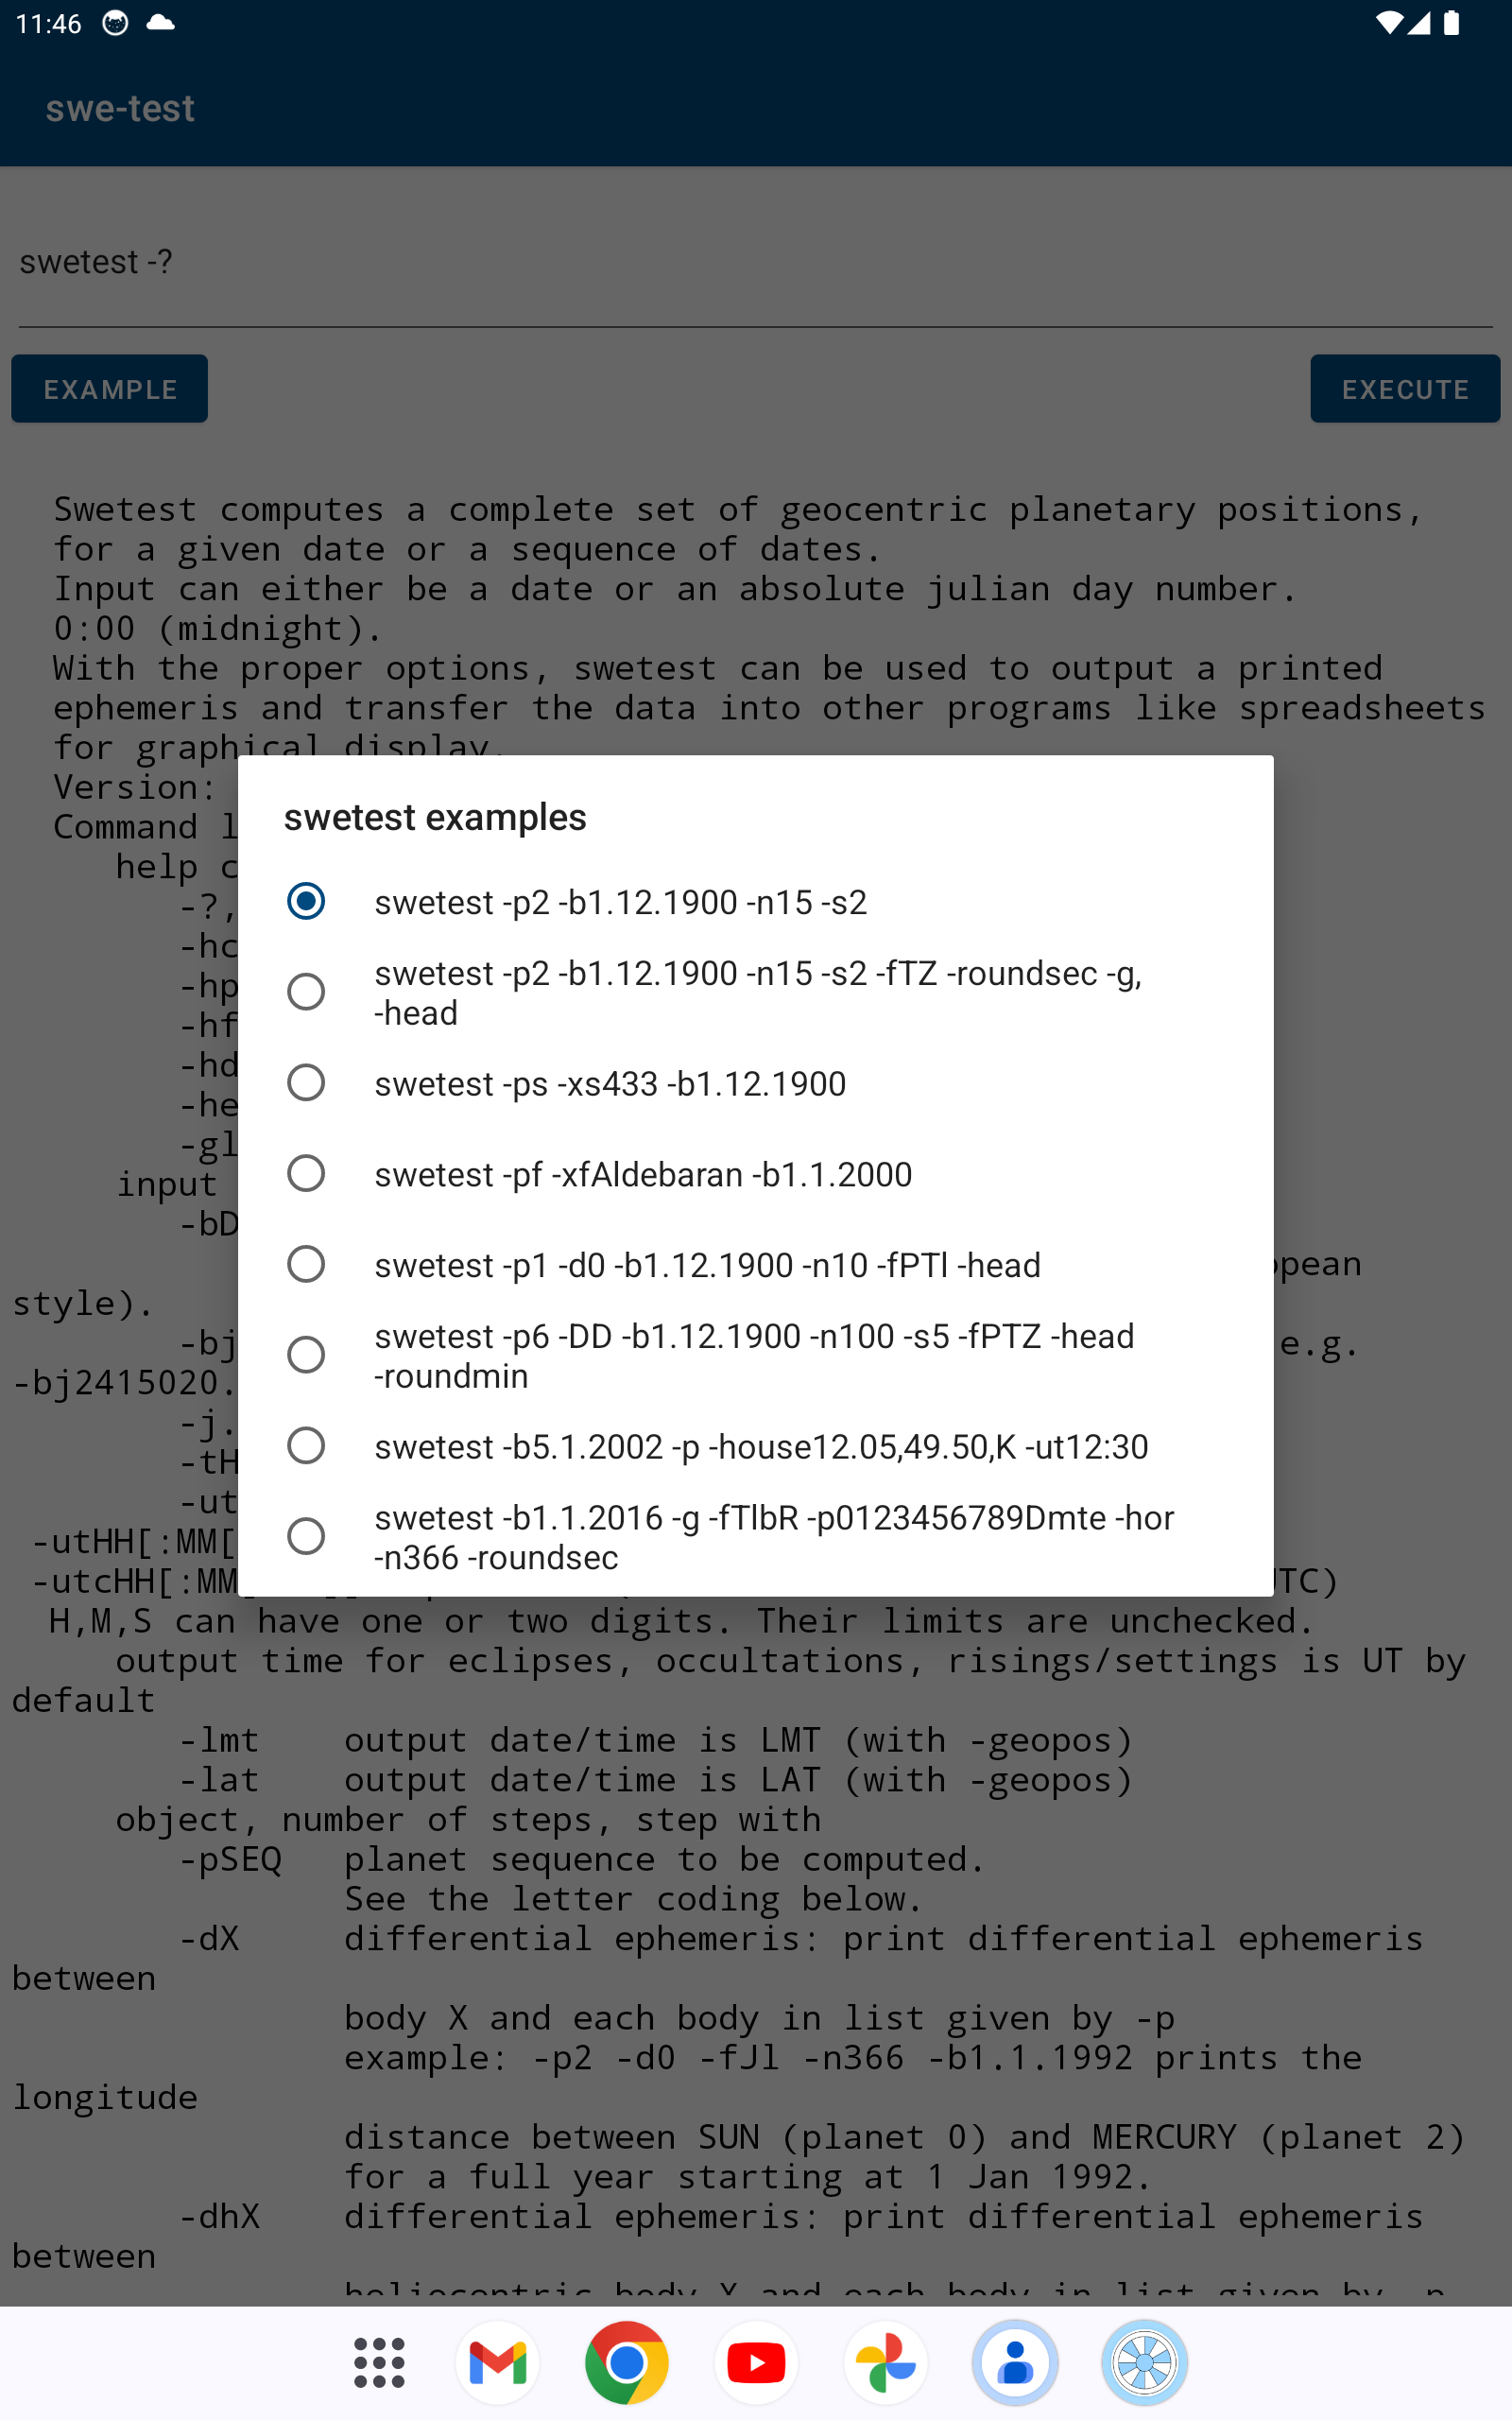 11:46
swe-test
swetest -?
EXAMPLE
EXECUTE
Swetest computes a complete set of geocentric planetary positions,
for a given date or a sequence of dates.
Input can either be a date or an absolute julian day number.
0:00 (midnight).
With the proper options, swetest can be used to output a printed
ephemeris and transfer the data into other programs like spreadsheets
for graphical display.
Version:
Command l
help c
-?,
-hc
-hp
-hf
-hd
-he
-gl
input
-bD
pean
style).
-bj
e.g.
-bj2415020.
-j.
-tH
-ut
-utHH[:MM[
-utcHH[:MM
TC)
swetest examples
swetest -p2 -b1.12.1900 -n15 -s2
swetest -p2 -b1.12.1900 -n15 -s2 -fTZ -roundsec -g,
-head
swetest -ps -xs433 -b1.12.1900
swetest -pf -xfAldebaran -b1.1.2000
swetest -p1 -d0 -b1.12.1900 -n10 -fPTl -head
swetest -p6 -DD -b1.12.1900 -n100 -s5 -fPTZ -head
-roundmin
swetest -b5.1.2002 -p -house12.05,49.50,K -ut12:30
swetest -b1.1.2016 -g -fTlbR -p0123456789Dmte -hor
-n366 -roundsec
H,M,S can have one or two digits. Their limits are unchecked.
output time for eclipses, occultations, risings/settings is UT by
default
-lmt output date/time is LMT (with -geopos)
-lat output date/time is LAT (with -geopos)
object, number of steps, step with
-pSEQ planet sequence to be computed.
See the letter coding below.
-dX differential ephemeris: print differential ephemeris
between
body X and each body in list given by -p
example: -p2 -d0 -fJl -n366 -b1.1.1992 prints the
longitude
distance between SUN (planet 0) and MERCURY (planet 2)
for a full year starting at 1 Jan 1992.
-dhX differential ephemeris: print differential ephemeris
between
heliocentric body X and each body in list given by -p